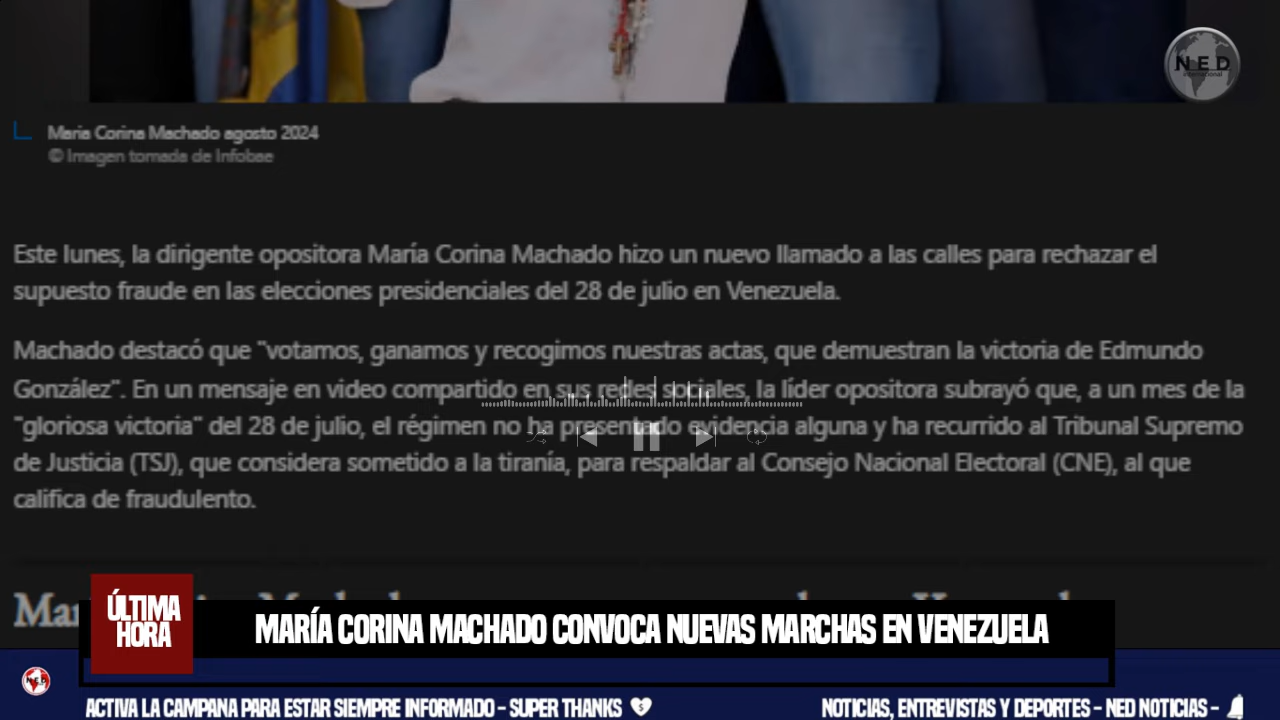 NED
International
María Corina Machado agosto 2024
© Imagen tomada de Infobae
Este lunes, la dirigente opositora María Corina Machado hizo un nuevo llamado a las calles para rechazar el
supuesto fraude en las elecciones presidenciales del 28 de julio en Venezuela.
Machado destacó que "votamos, ganamos y recogimos nuestras actas, que demuestran la victoria de Edmundo
González". En un mensaje en video compartido en sus redes sociales, la líder opositora subrayó que, a un mes de la
"gloriosa victoria" del 28 de julio, el régimen no ha presentado evidencia alguna y ha recurrido al Tribunal Supremo
de Justicia (TSJ), que considera sometido a la tiranía, para respaldar al Consejo Nacional Electoral (CNE), al que
califica de fraudulento.
ÚLTIMA
HORA
MARÍA CORINA MACHADO CONVOCA NUEVAS MARCHAS EN VENEZUELA
NED
ACTIVA LA CAMPANA PARA ESTAR SIEMPRE INFORMADO - SUPER THANKS
NOTICIAS, ENTREVISTAS Y DEPORTES - NED NOTICIAS -